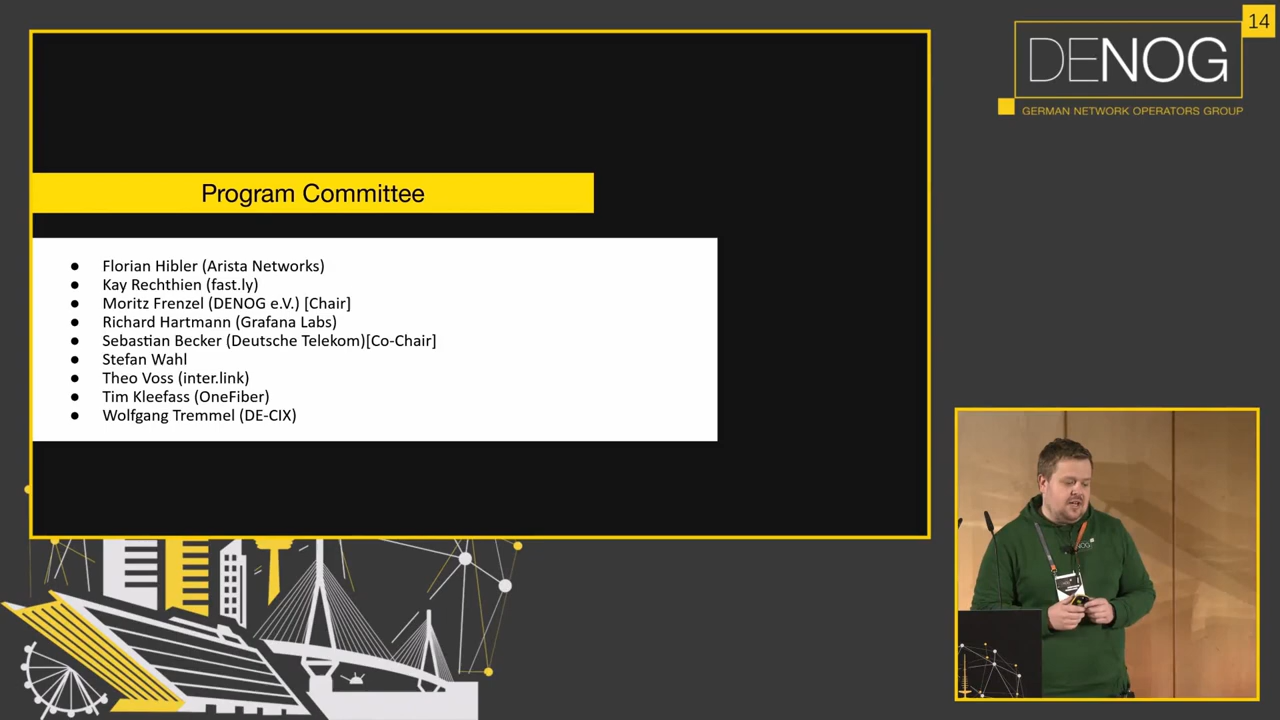 14
DENOG
GERMAN NETWORK OPERATORS GROUP
Program Committee
● Florian Hibler (Arista Networks)
● Kay Rechthien (fast.ly)
● Moritz Frenzel (DENOG e.V.) [Chair]
● Richard Hartmann (Grafana Labs)
● Sebastian Becker (Deutsche Telekom)[Co-Chair]
● Stefan Wahl
● Theo Voss (inter.link)
● Tim Kleefass (OneFiber)
● Wolfgang Tremmel (DE-CIX)